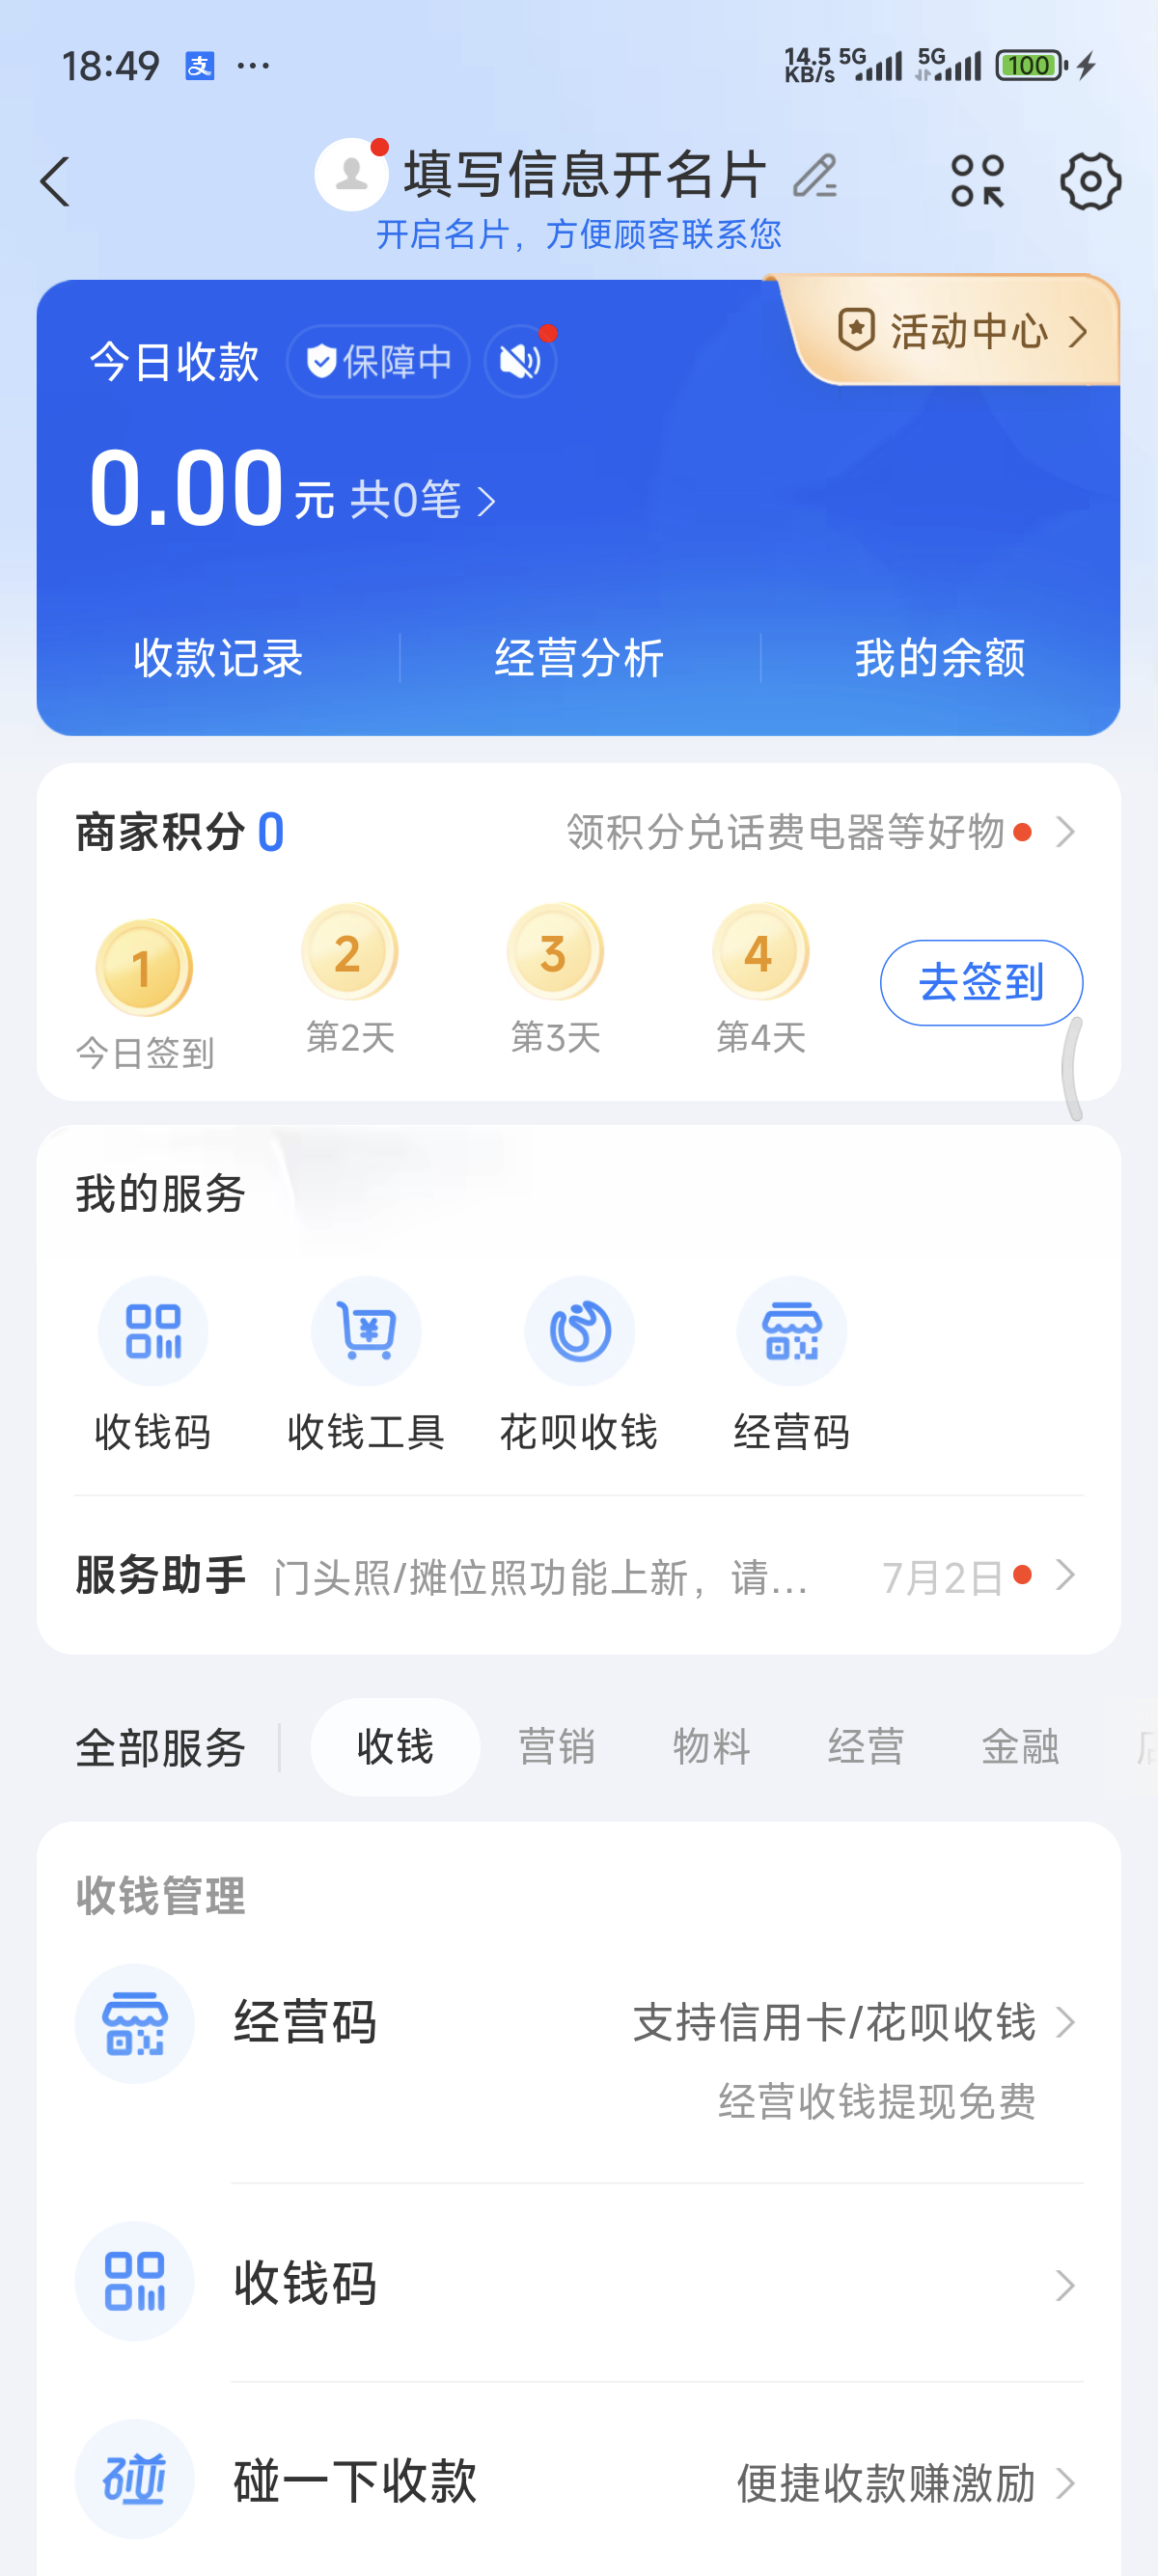 18:49 支 ··· 14.5 KB/s 5G 5G 100
填写信息开名片
开启名片，方便顾客联系您
活动中心
今日收款 保障中
0.00 元 共0笔
收款记录 经营分析 我的余额
商家积分 0 领积分兑话费电器等好物
1 2 3 4
今日签到 第2天 第3天 第4天 去签到
我的服务
收钱码 收钱工具 花呗收钱 经营码
服务助手 门头照/摊位照功能上新，请... 7月2日
全部服务 收钱 营销 物料 经营 金融
收钱管理
经营码 支持信用卡/花呗收钱
经营收钱提现免费
收钱码
碰 碰一下收款 便捷收款赚激励